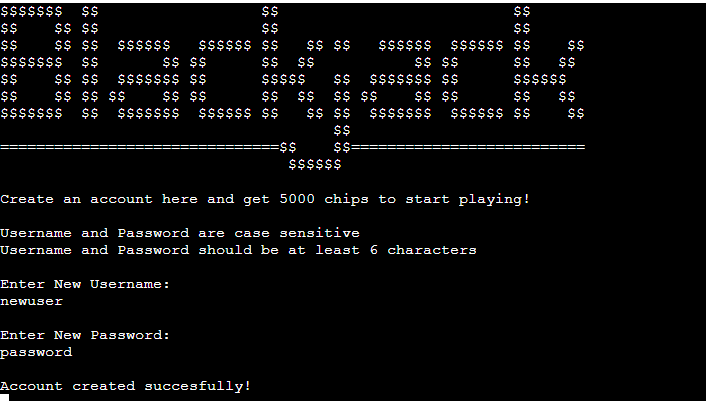 Blackjack
Create an account here and get 5000 chips to start playing!
Username and Password are case sensitive
Username and Password should be at least 6 characters
Enter New Username:
newuser
Enter New Password:
password
Account created succesfully!